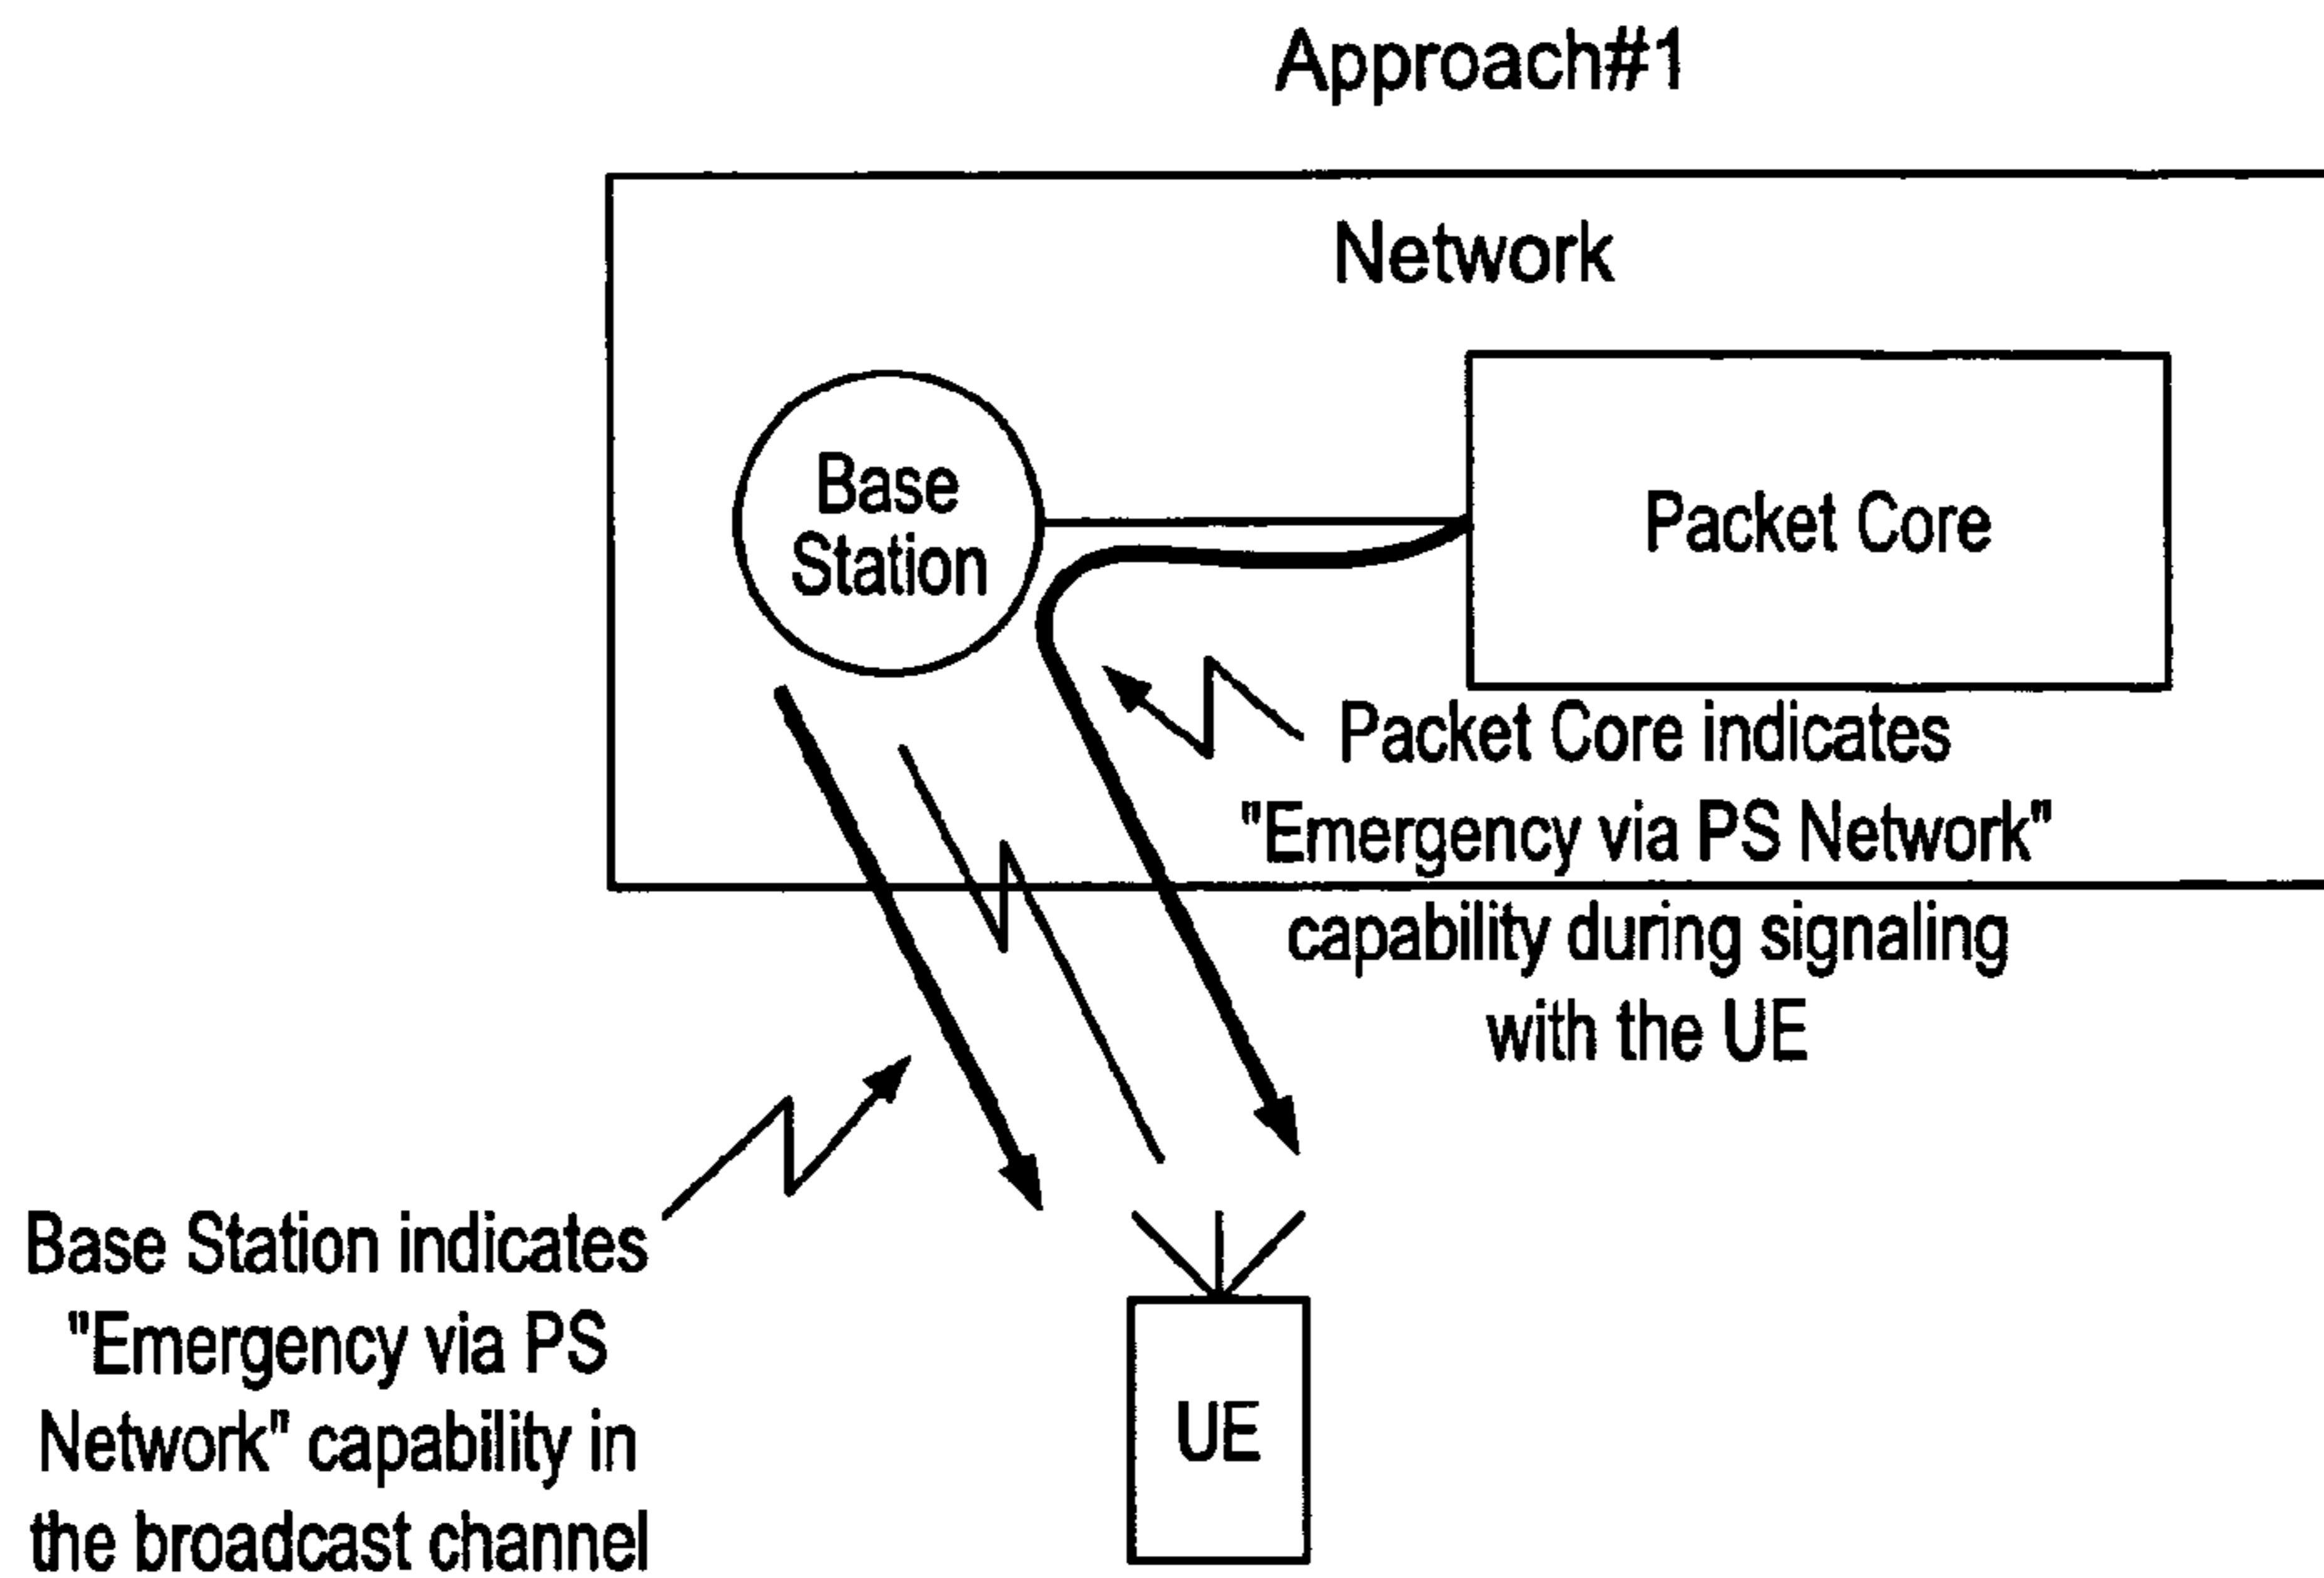 Approach#1
Network
Base
Station
Packet Core
Packet Core indicates
"Emergency via PS Network"
capability during signaling
with the UE
Base Station indicates
"Emergency via PS
Network" capability in
the broadcast channel
UE